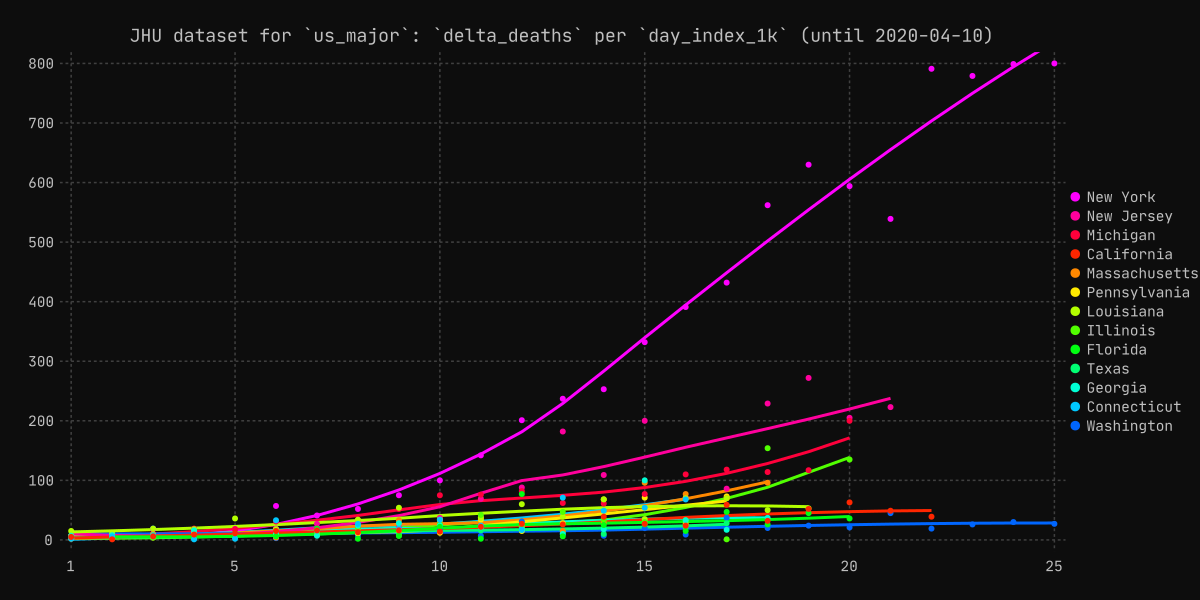 JHU dataset for `us_major`: `delta_deaths` per `day_index_1k` (until 2020-04-10)
800
700
600
500
400
300
200
100
0
1
5
10
15
20
25
New York
New Jersey
Michigan
California
Massachusetts
Pennsylvania
Louisiana
Illinois
Florida
Texas
Georgia
Connecticut
Washington